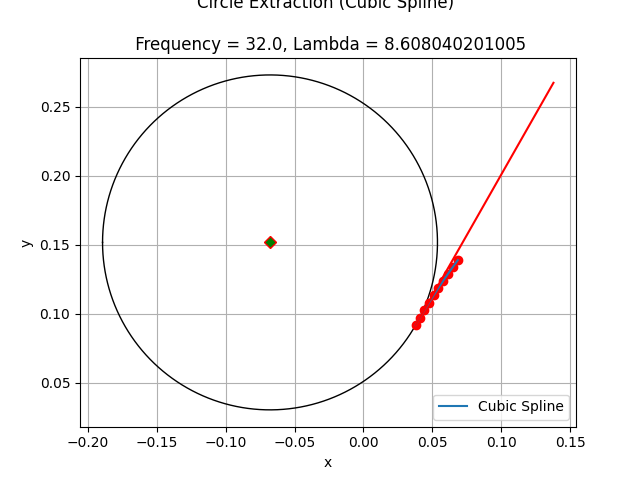 Circle Extraction (Cubic Spline)
Frequency = 32.0, Lambda = 8.608040201005
0.25
0.20
y
0.15
0.10
0.05
Cubic Spline
−0.20 −0.15 −0.10 −0.05 0.00 0.05 0.10 0.15
x